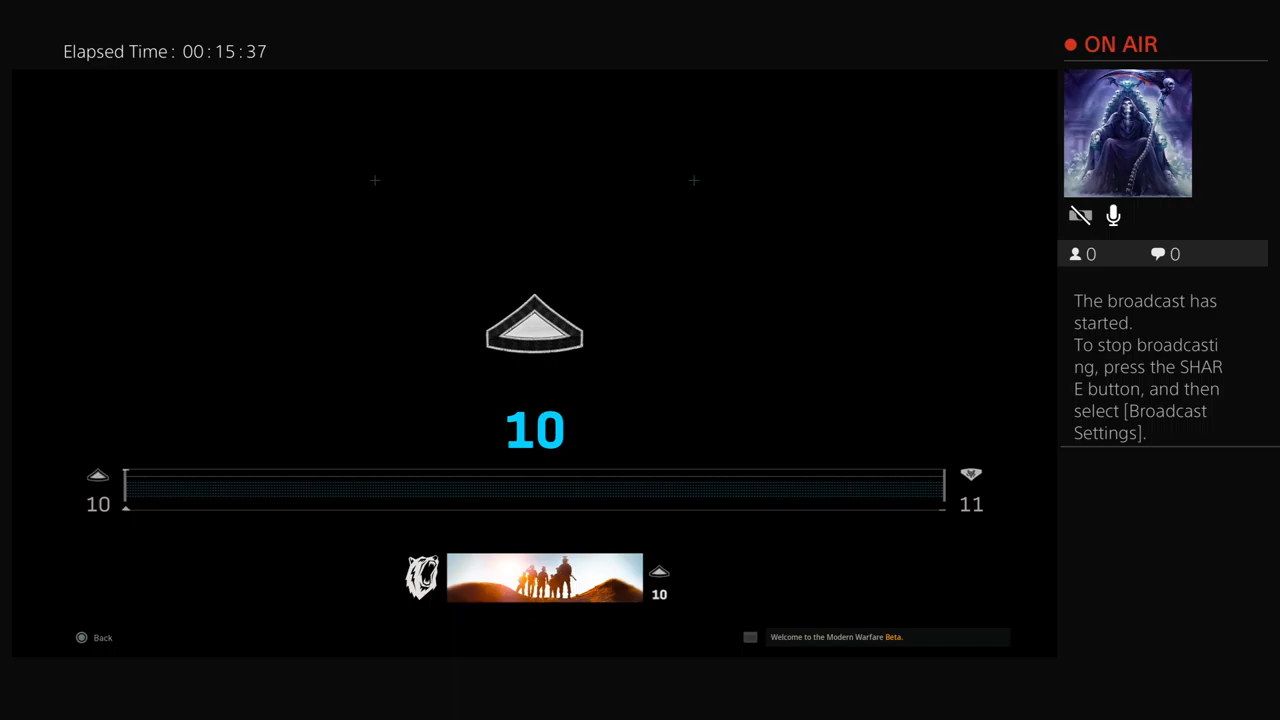 Elapsed Time : 00:15:37
ON AIR
0 0
The broadcast has
started.
To stop broadcasti
ng, press the SHAR
E button, and then
select [Broadcast
Settings].
10
10 11
10
Back
Welcome to the Modern Warfare Beta.